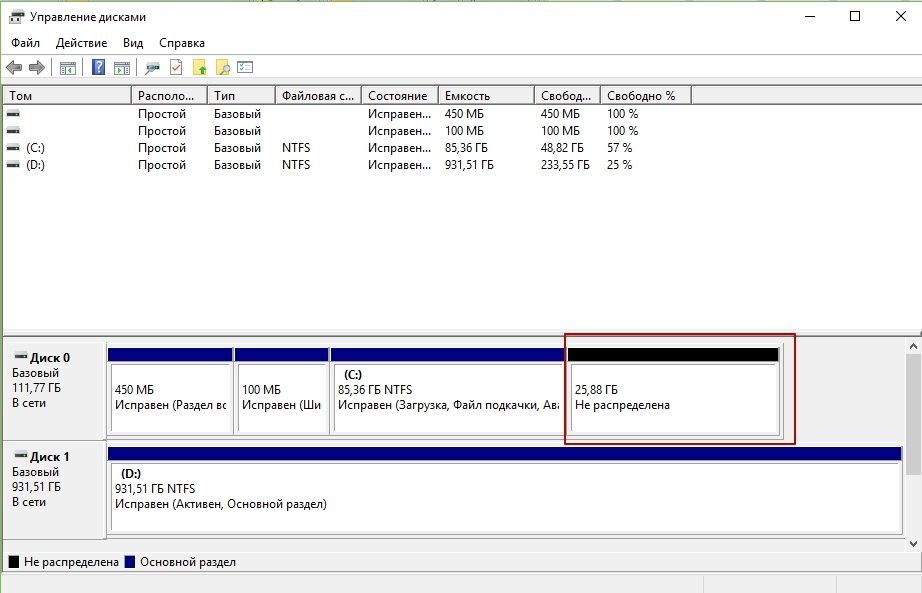 Управление дисками
Файл Действие Вид Справка
Том Располо... Тип Файловая с... Состояние Емкость Свобод... Свободно %
Простой Базовый Исправен... 450 МБ 450 МБ 100 %
Простой Базовый Исправен... 100 МБ 100 МБ 100 %
(C:) Простой Базовый NTFS Исправен... 85,36 ГБ 48,82 ГБ 57 %
(D:) Простой Базовый NTFS Исправен... 931,51 ГБ 233,55 ГБ 25 %
Диск 0
Базовый
111,77 ГБ
В сети
450 МБ
Исправен (Раздел вс
100 МБ
Исправен (Ши
(C:)
85,36 ГБ NTFS
Исправен (Загрузка, Файл подкачки, Ава
25,88 ГБ
Не распределена
Диск 1
Базовый
931,51 ГБ
В сети
(D:)
931,51 ГБ NTFS
Исправен (Активен, Основной раздел)
Не распределена Основной раздел